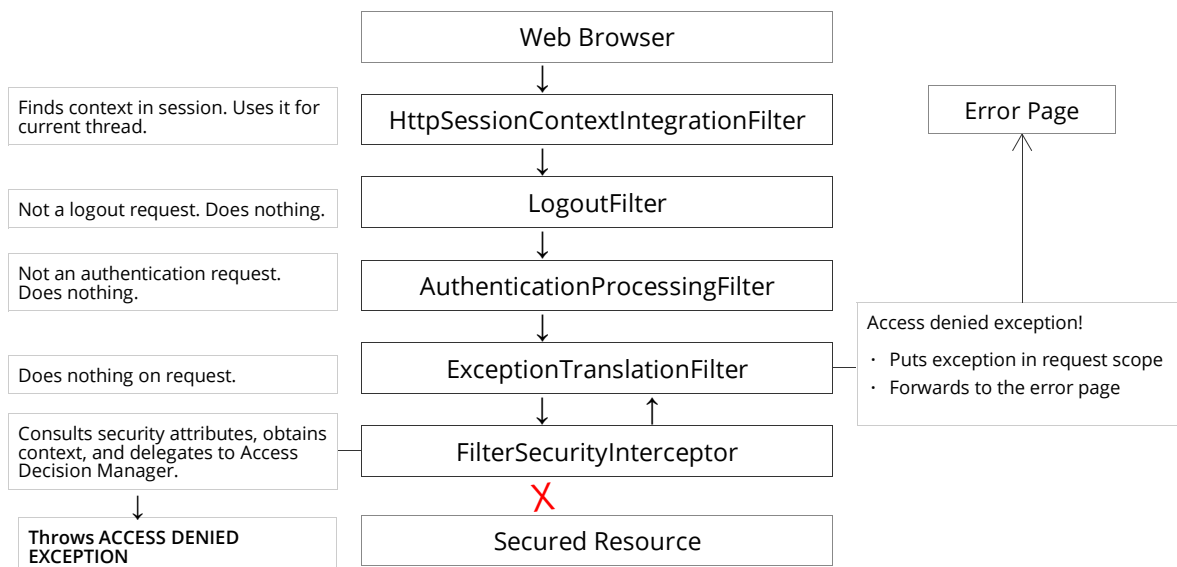 Web Browser
Finds context in session. Uses it for
current thread.
HttpSessionContextIntegrationFilter
Error Page
Not a logout request. Does nothing.
LogoutFilter
Not an authentication request.
Does nothing.
AuthenticationProcessingFilter
Access denied exception!
· Puts exception in request scope
· Forwards to the error page
Does nothing on request.
ExceptionTranslationFilter
Consults security attributes, obtains
context, and delegates to Access
Decision Manager.
FilterSecurityInterceptor
X
Throws ACCESS DENIED
EXCEPTION
Secured Resource